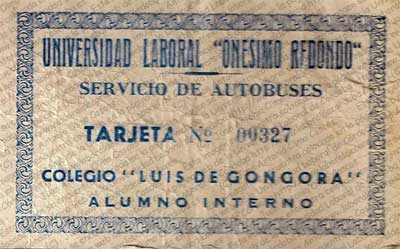 UNIVERSIDAD LABORAL "ONESIMO REDONDO"
SERVICIO DE AUTOBUSES
TARJETA Nº 00327
COLEGIO "LUIS DE GONGORA"
ALUMNO INTERNO